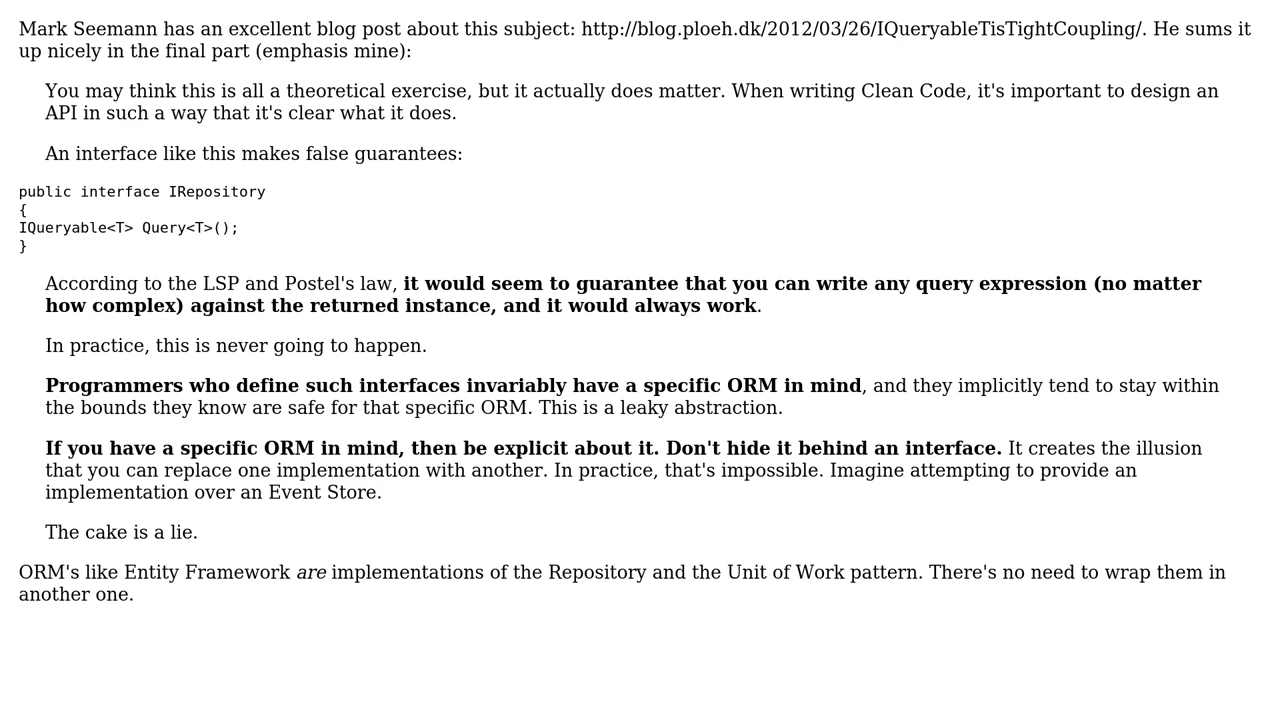 Mark Seemann has an excellent blog post about this subject: http://blog.ploeh.dk/2012/03/26/IQueryableTisTightCoupling/. He sums it
up nicely in the final part (emphasis mine):
You may think this is all a theoretical exercise, but it actually does matter. When writing Clean Code, it's important to design an
API in such a way that it's clear what it does.
An interface like this makes false guarantees:
public interface IRepository
{
IQueryable<T> Query<T>();
}
According to the LSP and Postel's law, it would seem to guarantee that you can write any query expression (no matter
how complex) against the returned instance, and it would always work.
In practice, this is never going to happen.
Programmers who define such interfaces invariably have a specific ORM in mind, and they implicitly tend to stay within
the bounds they know are safe for that specific ORM. This is a leaky abstraction.
If you have a specific ORM in mind, then be explicit about it. Don't hide it behind an interface. It creates the illusion
that you can replace one implementation with another. In practice, that's impossible. Imagine attempting to provide an
implementation over an Event Store.
The cake is a lie.
ORM's like Entity Framework are implementations of the Repository and the Unit of Work pattern. There's no need to wrap them in
another one.